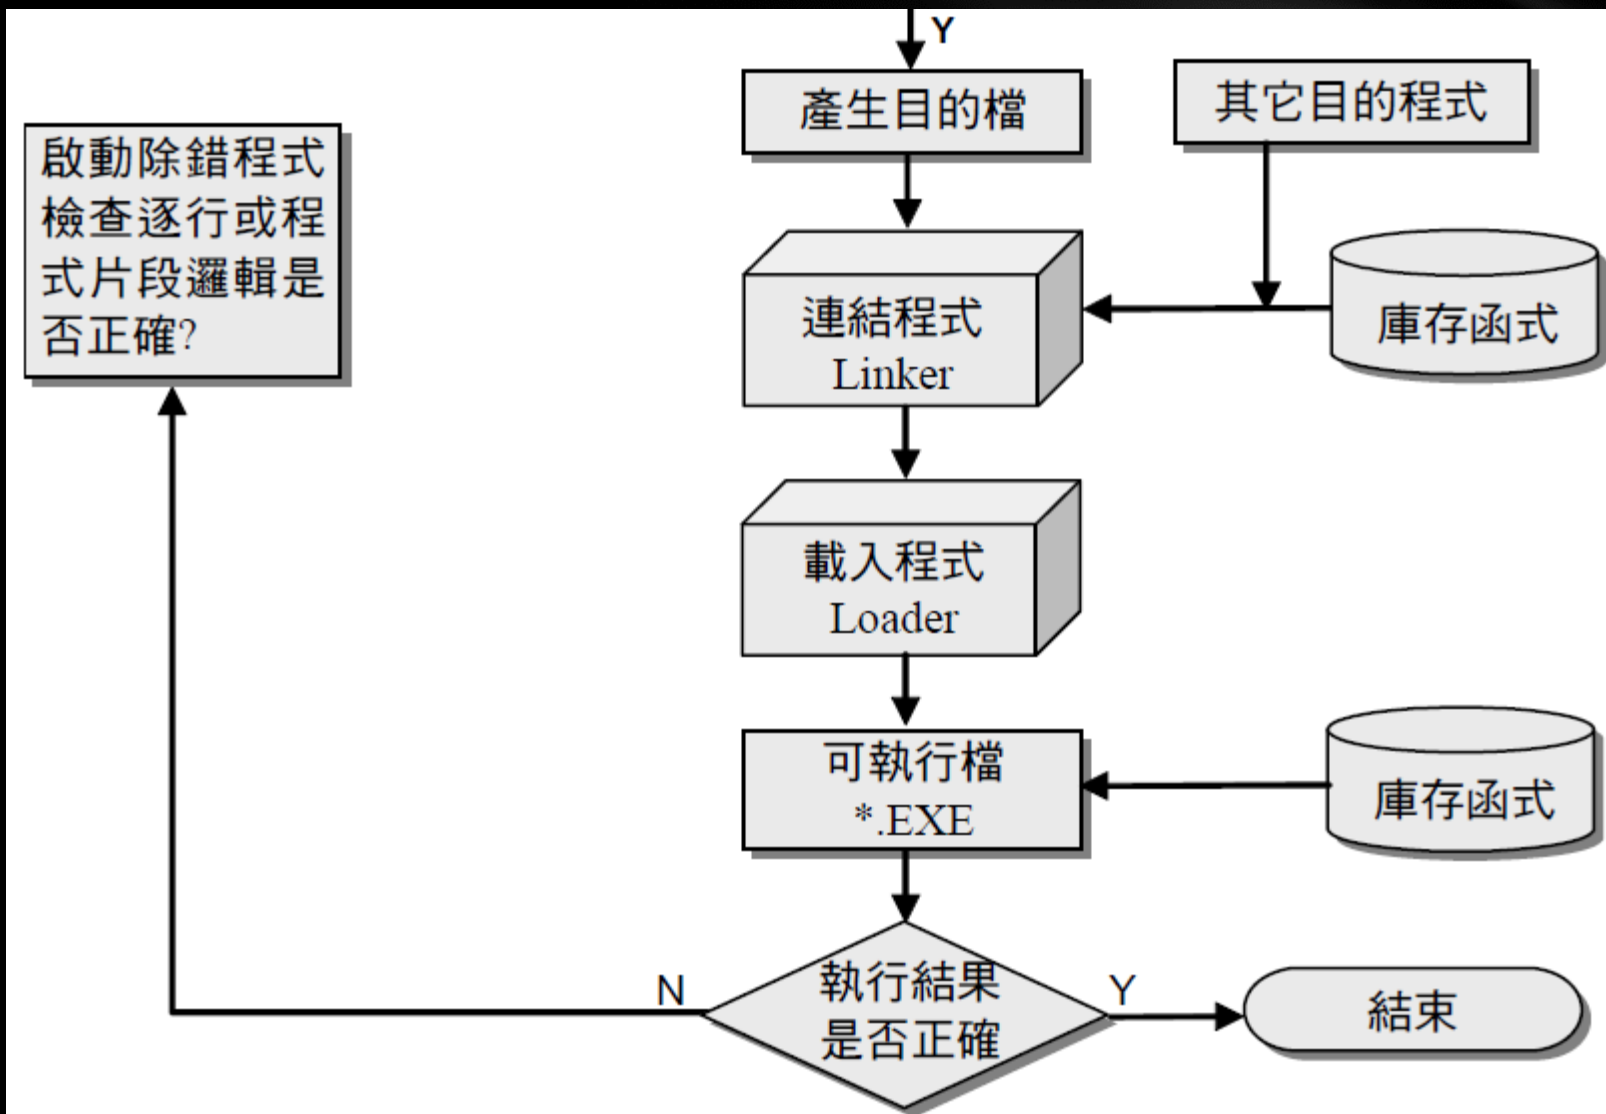 Y
產生目的檔
其它目的程式
啟動除錯程式
檢查逐行或程
式片段邏輯是
否正確?
連結程式
Linker
庫存函式
載入程式
Loader
可執行檔
*.EXE
庫存函式
執行結果
是否正確
N
Y
結束